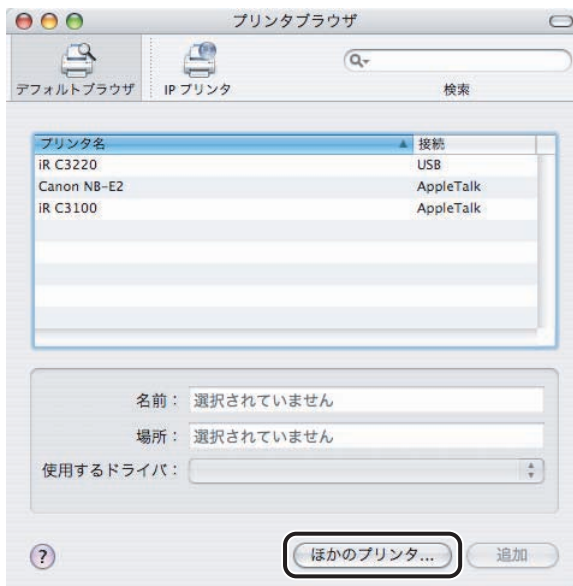 プリンタブラウザ
デフォルトブラウザ IP プリンタ 検索
プリンタ名 接続
iR C3220 USB
Canon NB-E2 AppleTalk
iR C3100 AppleTalk
名前： 選択されていません
場所： 選択されていません
使用するドライバ：
? ほかのプリンタ... 追加